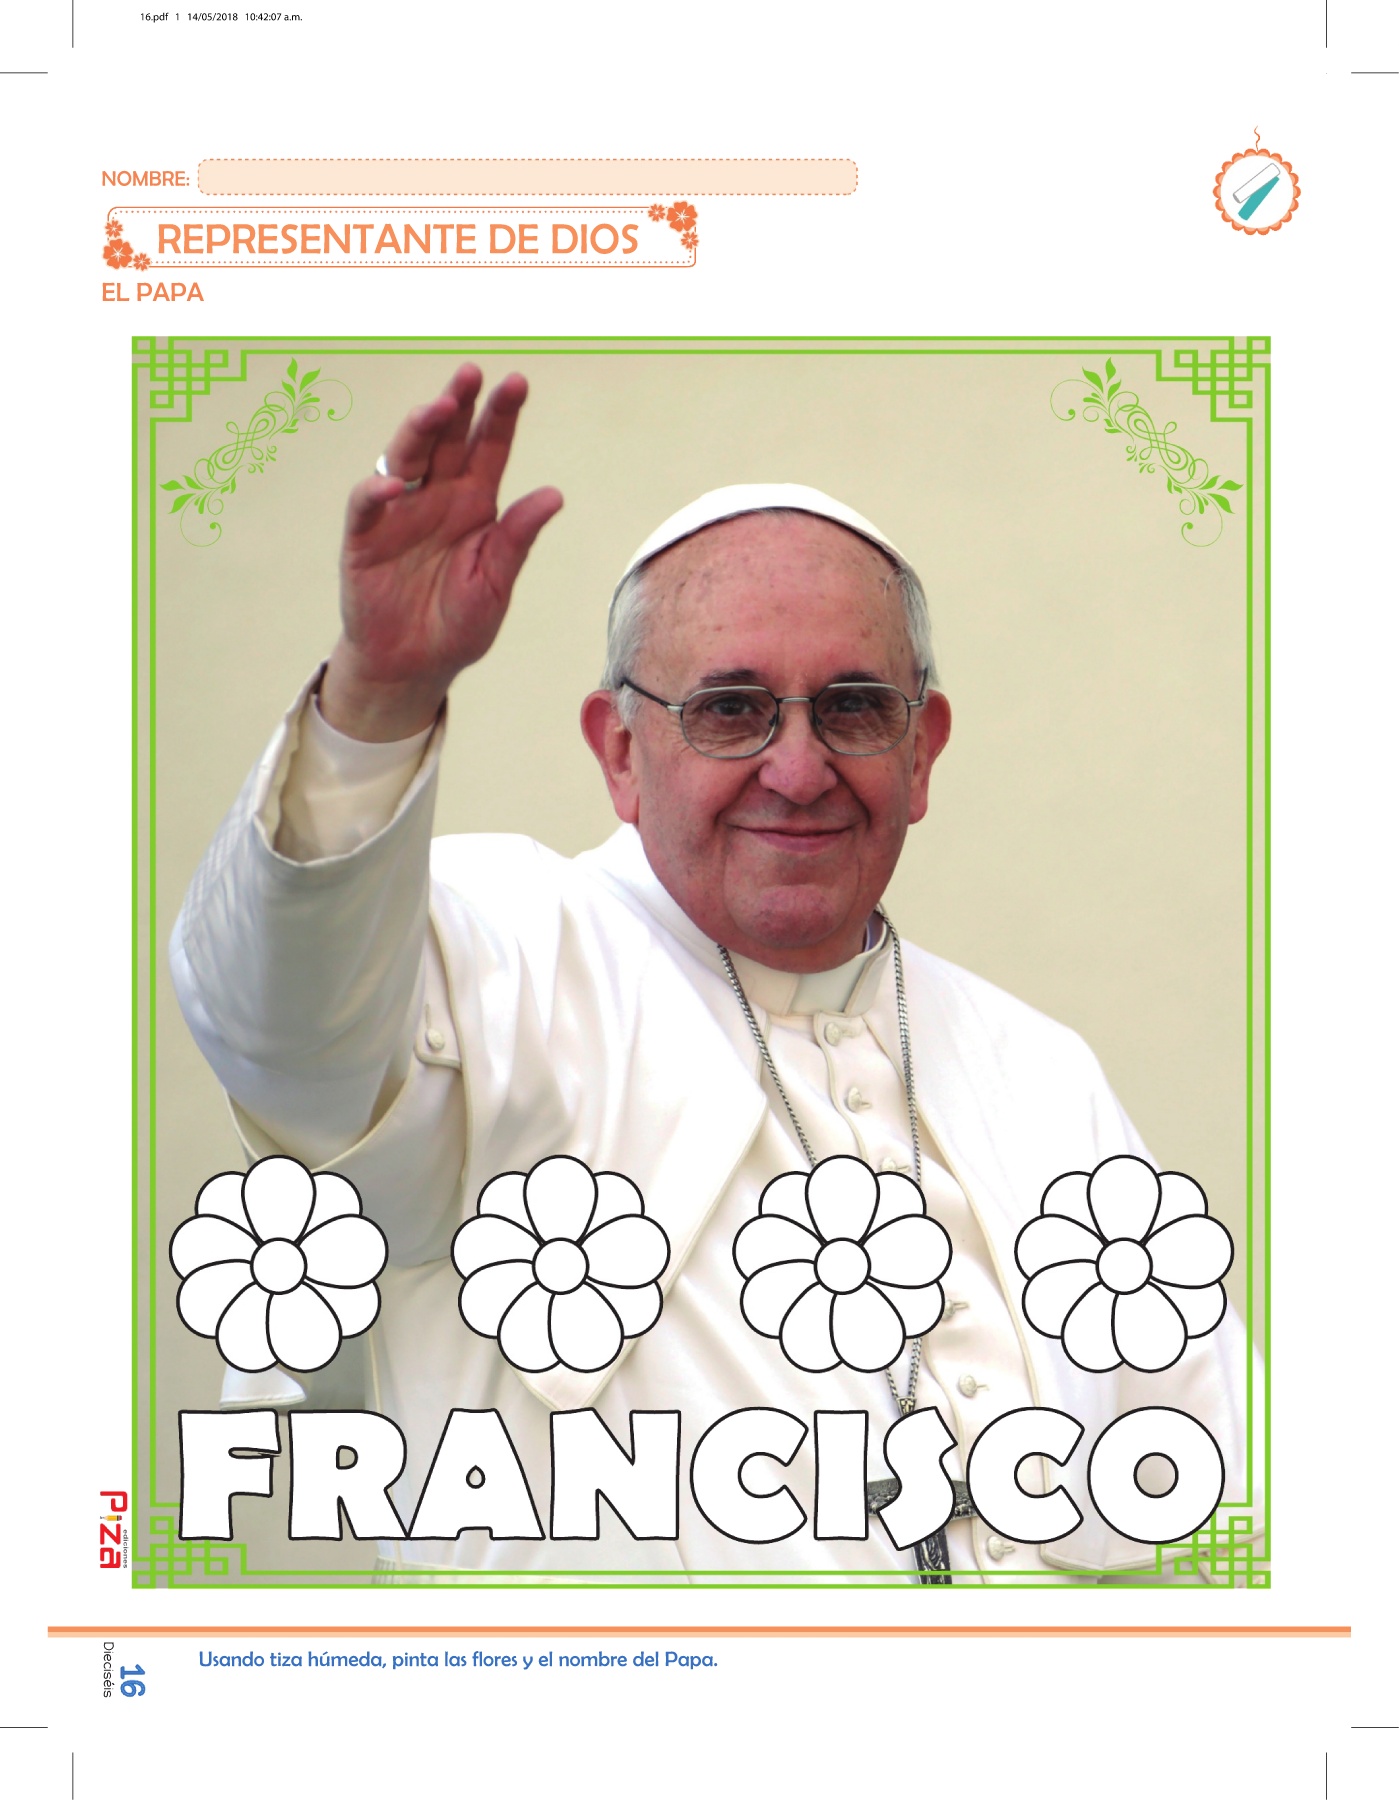 16.pdf 1 14/05/2018 10:42:07 a.m.
NOMBRE:
REPRESENTANTE DE DIOS
EL PAPA
FRANCISCO
Piza
ediciones
Usando tiza húmeda, pinta las flores y el nombre del Papa.
16
Dieciséis